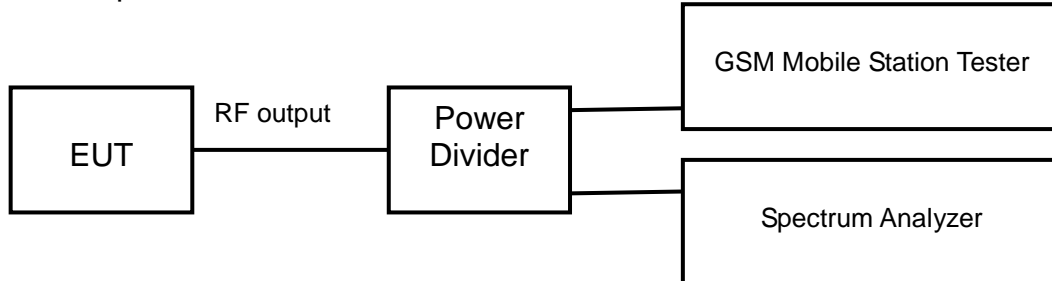 EUT
RF output
Power
Divider
GSM Mobile Station Tester
Spectrum Analyzer